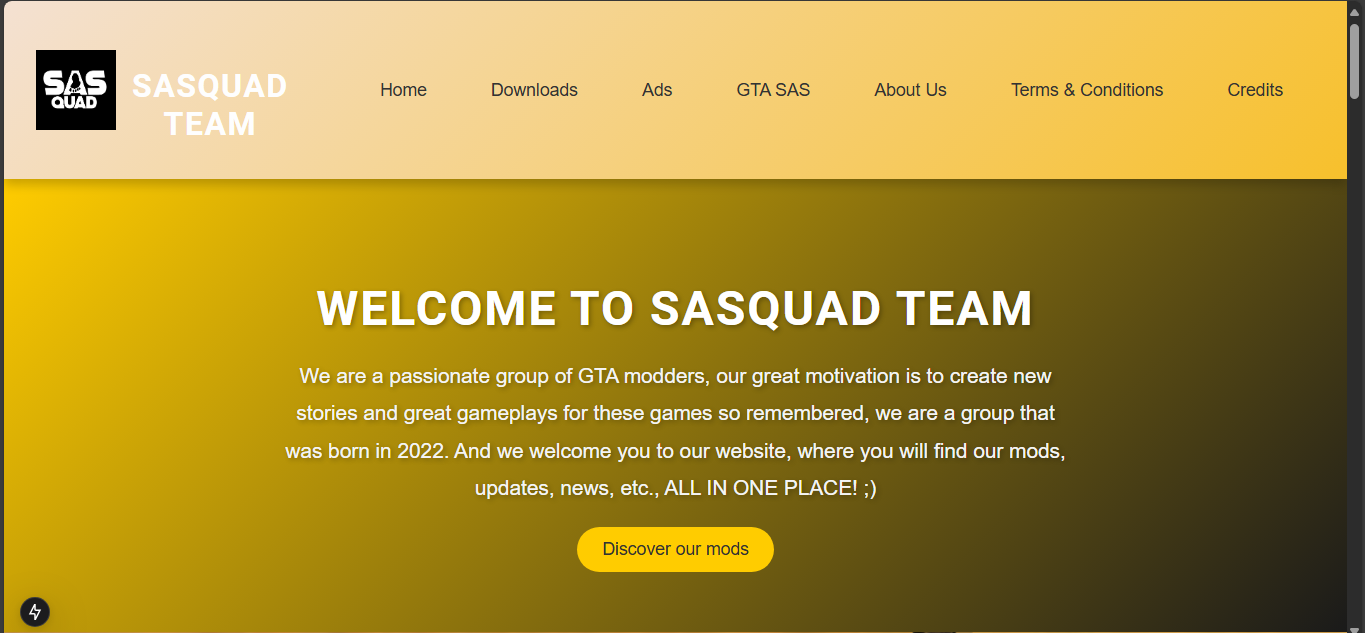 SAS
QUAD
SASQUAD
TEAM
Home
Downloads
Ads
GTA SAS
About Us
Terms & Conditions
Credits
WELCOME TO SASQUAD TEAM
We are a passionate group of GTA modders, our great motivation is to create new
stories and great gameplays for these games so remembered, we are a group that
was born in 2022. And we welcome you to our website, where you will find our mods,
updates, news, etc., ALL IN ONE PLACE! ;)
Discover our mods